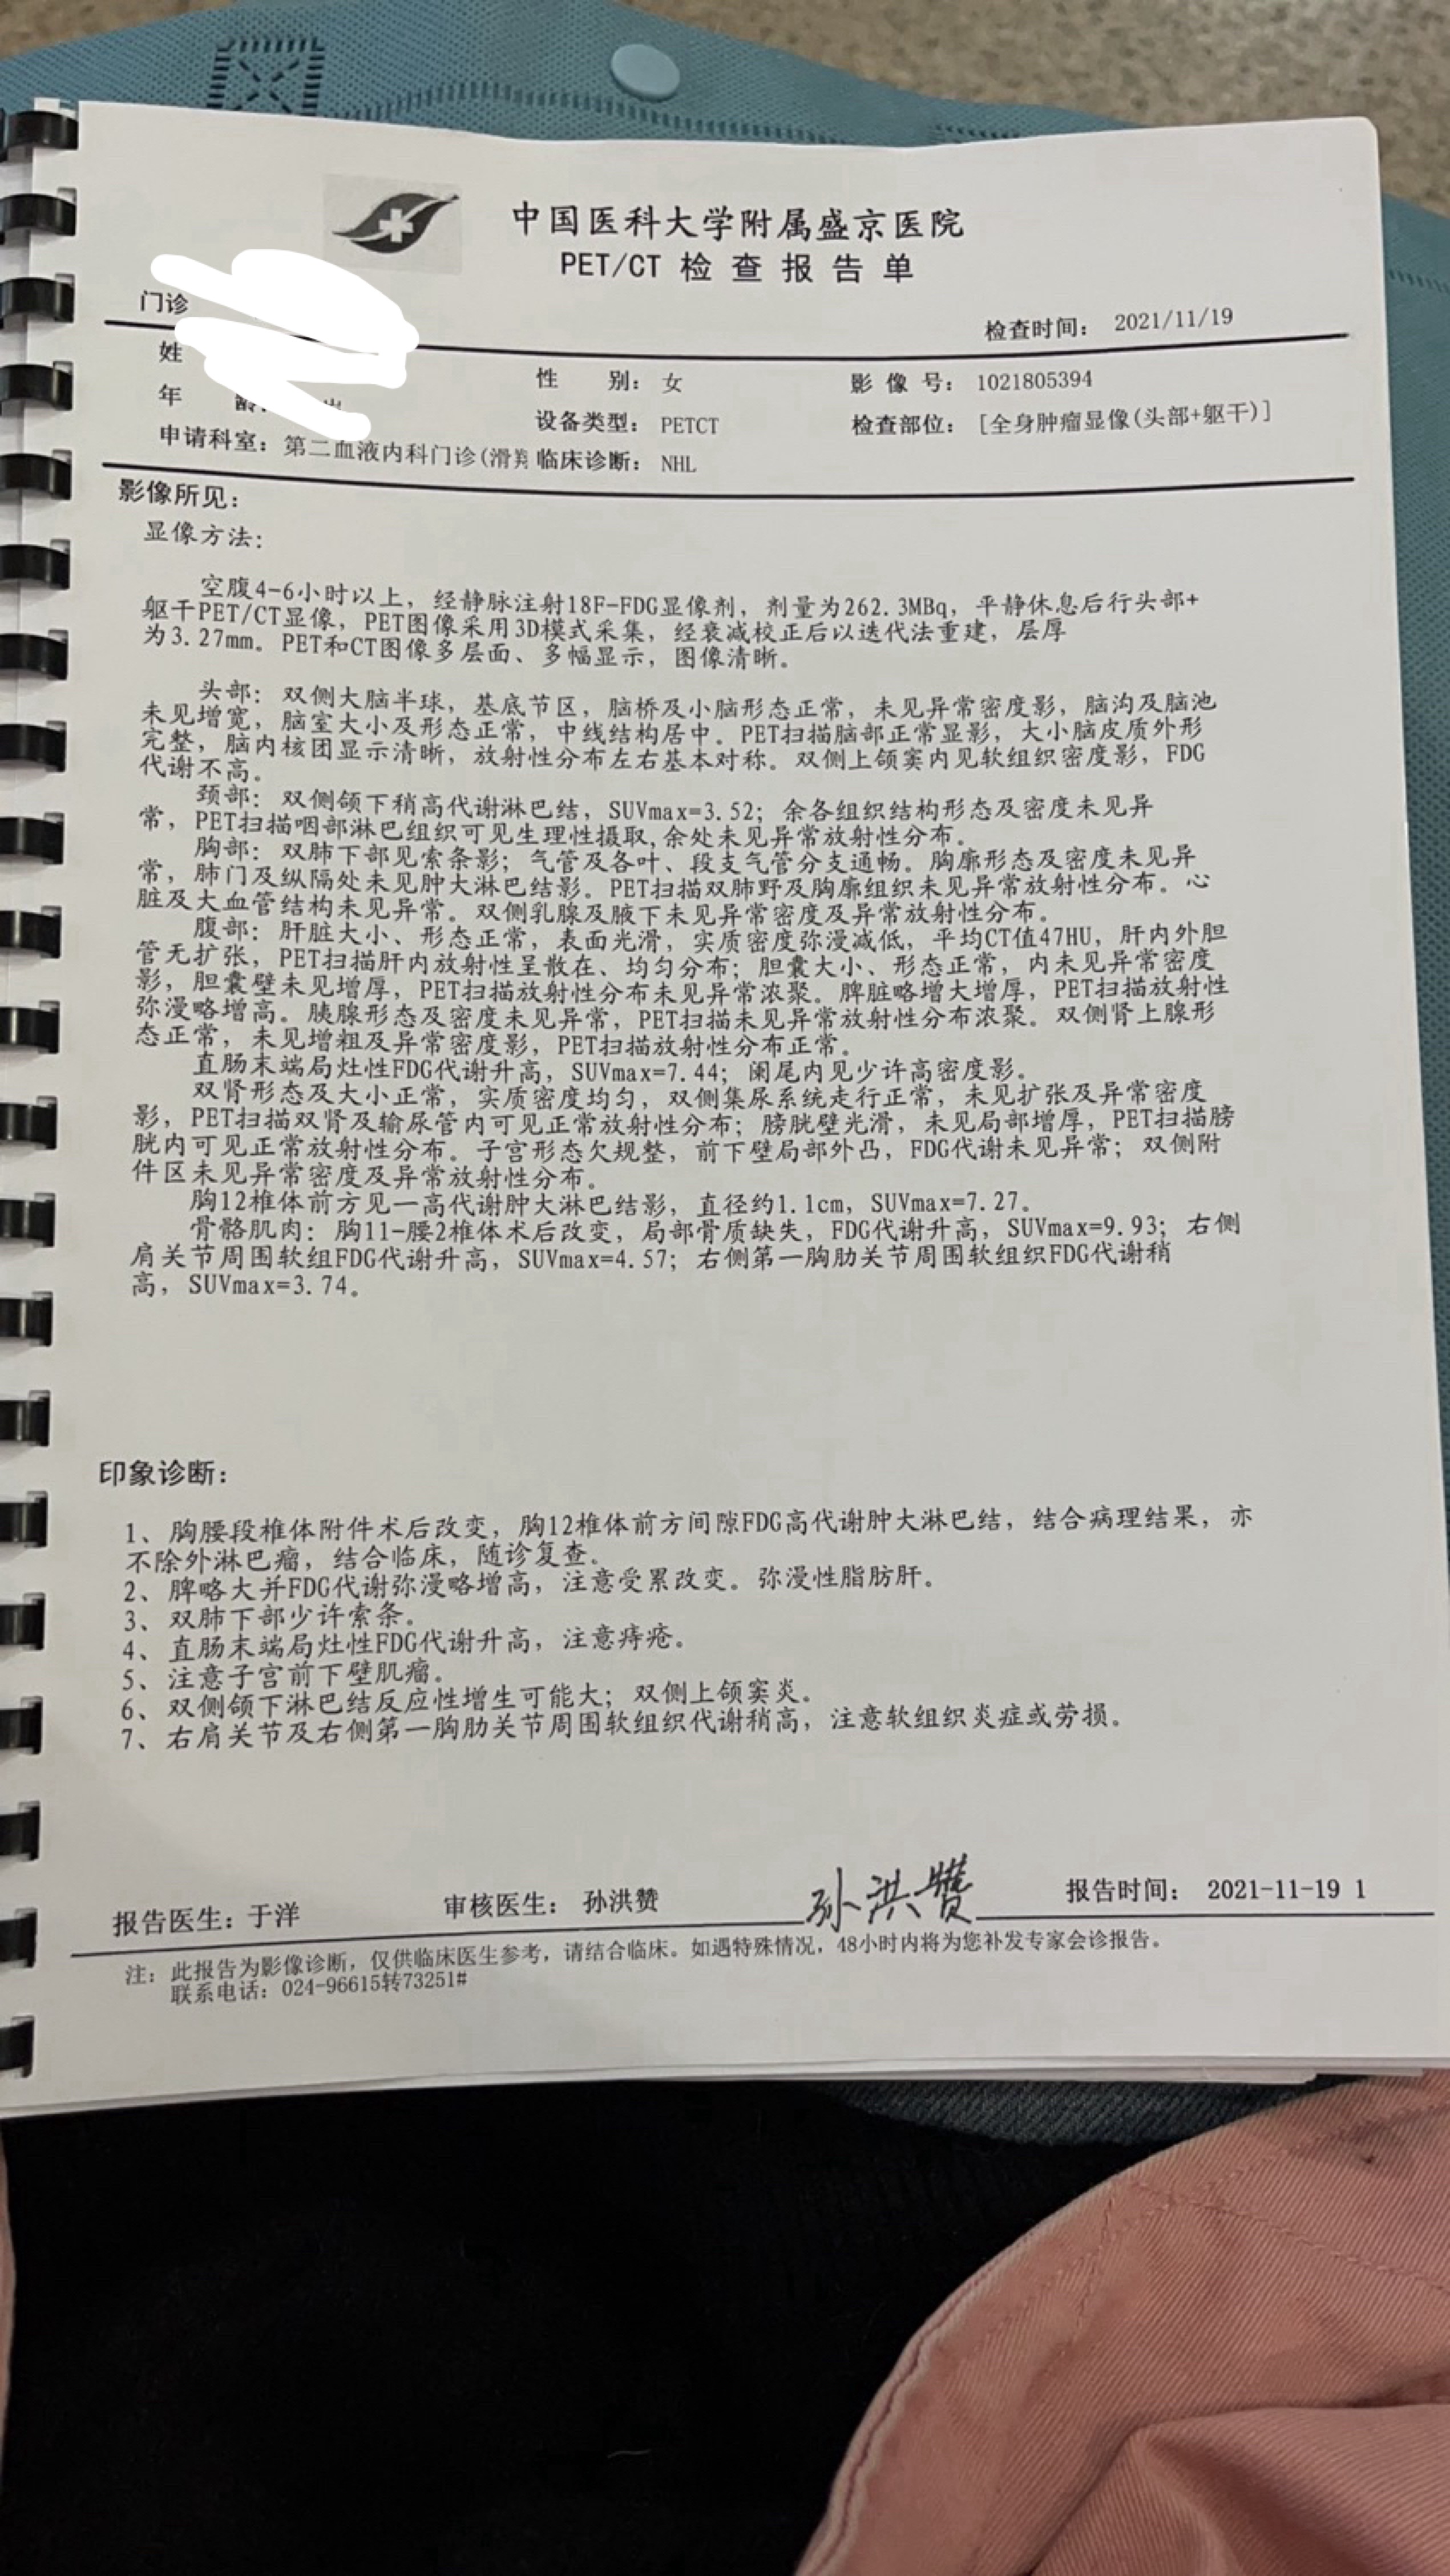 中国医科大学附属盛京医院
PET/CT 检 查 报 告 单
门诊
检查时间： 2021/11/19
姓
性 别：女 影 像 号： 1021805394
年 龄：
设备类型： PETCT 检查部位： [全身肿瘤显像(头部+躯干)]
申请科室：第二血液内科门诊(滑翔 临床诊断： NHL
影像所见：
显像方法：
空腹4-6小时以上，经静脉注射18F-FDG显像剂，剂量为262.3MBq，平静休息后行头部+
躯干PET/CT显像，PET图像采用3D模式采集，经衰减校正后以迭代法重建，层厚
为3.27mm。PET和CT图像多层面、多幅显示，图像清晰。
头部：双侧大脑半球，基底节区，脑桥及小脑形态正常，未见异常密度影，脑沟及脑池
未见增宽，脑室大小及形态正常，中线结构居中。PET扫描脑部正常显影，大小脑皮质外形
完整，脑内核团显示清晰，放射性分布左右基本对称。双侧上颌窦内见软组织密度影，FDG
代谢不高。
颈部：双侧颌下稍高代谢淋巴结，SUVmax=3.52；余各组织结构形态及密度未见异
常，PET扫描咽部淋巴组织可见生理性摄取,余处未见异常放射性分布。
胸部：双肺下部见索条影；气管及各叶、段支气管分支通畅。胸廓形态及密度未见异
常，肺门及纵隔处未见肿大淋巴结影。PET扫描双肺野及胸廓组织未见异常放射性分布。心
脏及大血管结构未见异常。双侧乳腺及腋下未见异常密度及异常放射性分布。
腹部：肝脏大小、形态正常，表面光滑，实质密度弥漫减低，平均CT值47HU，肝内外胆
管无扩张，PET扫描肝内放射性呈散在、均匀分布；胆囊大小、形态正常，内未见异常密度
影，胆囊壁未见增厚，PET扫描放射性分布未见异常浓聚。脾脏略增大增厚，PET扫描放射性
弥漫略增高。胰腺形态及密度未见异常，PET扫描未见异常放射性分布浓聚。双侧肾上腺形
态正常，未见增粗及异常密度影，PET扫描放射性分布正常。
直肠末端局灶性FDG代谢升高，SUVmax=7.44；阑尾内见少许高密度影。
双肾形态及大小正常，实质密度均匀，双侧集尿系统走行正常，未见扩张及异常密度
影，PET扫描双肾及输尿管内可见正常放射性分布；膀胱壁光滑，未见局部增厚，PET扫描膀
胱内可见正常放射性分布。子宫形态欠规整，前下壁局部外凸，FDG代谢未见异常；双侧附
件区未见异常密度及异常放射性分布。
胸12椎体前方见一高代谢肿大淋巴结影，直径约1.1cm，SUVmax=7.27。
骨骼肌肉：胸11-腰2椎体术后改变，局部骨质缺失，FDG代谢升高，SUVmax=9.93；右侧
肩关节周围软组FDG代谢升高，SUVmax=4.57；右侧第一胸肋关节周围软组织FDG代谢稍
高，SUVmax=3.74。
印象诊断：
1、胸腰段椎体附件术后改变，胸12椎体前方间隙FDG高代谢肿大淋巴结，结合病理结果，亦
不除外淋巴瘤，结合临床，随诊复查。
2、脾略大并FDG代谢弥漫略增高，注意受累改变。弥漫性脂肪肝。
3、双肺下部少许索条。
4、直肠末端局灶性FDG代谢升高，注意痔疮。
5、注意子宫前下壁肌瘤。
6、双侧颌下淋巴结反应性增生可能大；双侧上颌窦炎。
7、右肩关节及右侧第一胸肋关节周围软组织代谢稍高，注意软组织炎症或劳损。
报告医生：于洋 审核医生： 孙洪赞 孙洪赞 报告时间： 2021-11-19 1
注：此报告为影像诊断，仅供临床医生参考，请结合临床。如遇特殊情况，48小时内将为您补发专家会诊报告。
联系电话：024-96615转73251#